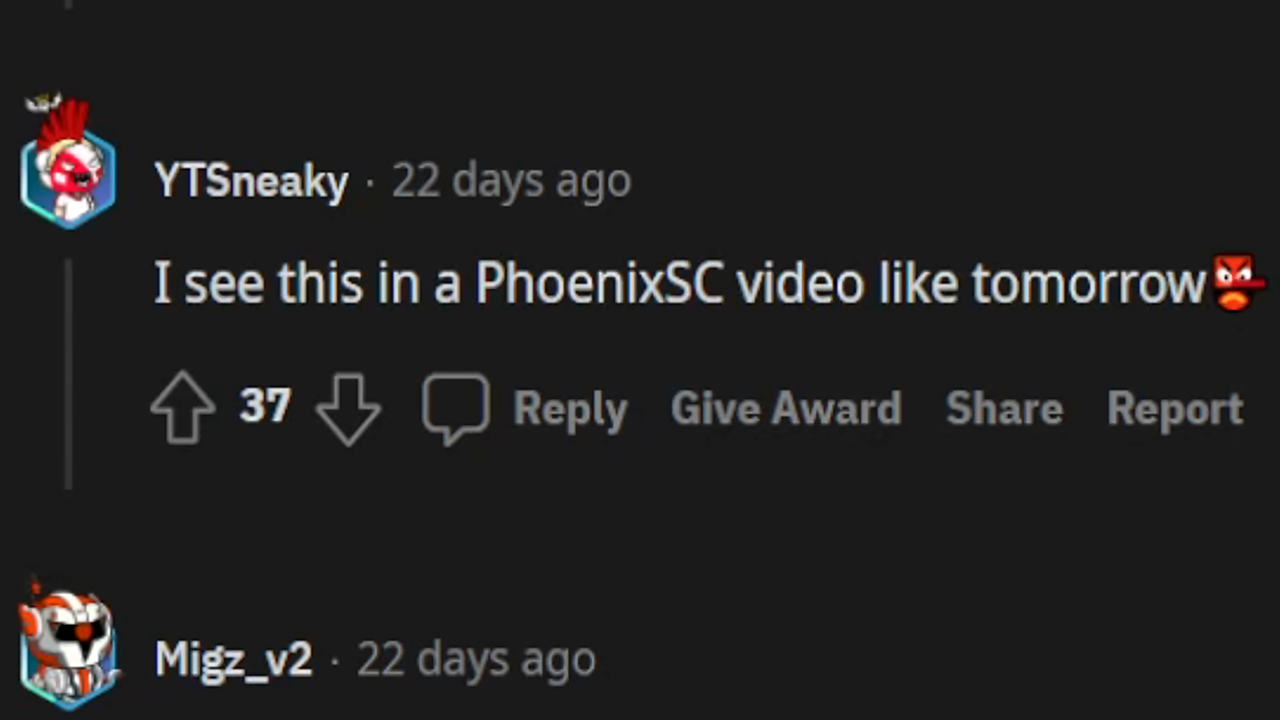 YTSneaky · 22 days ago
I see this in a PhoenixSC video like tomorrow👺
37 Reply Give Award Share Report
Migz_v2 · 22 days ago